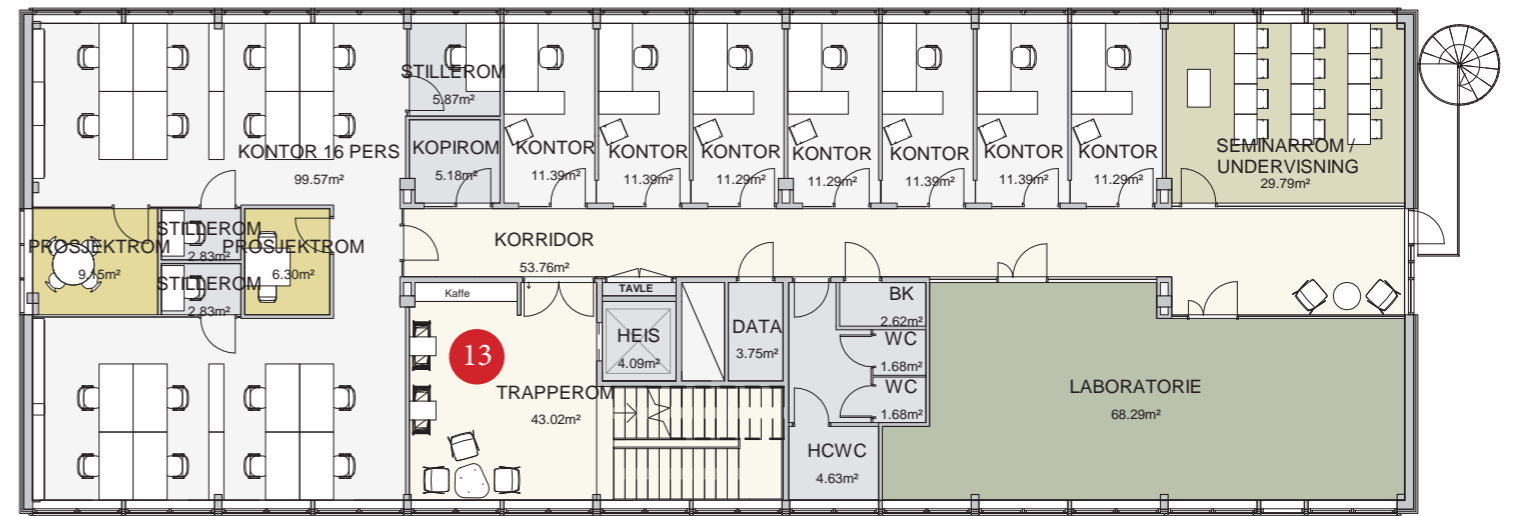 STILLEROM
5.87m²
KONTOR 16 PERS
99.57m²
KOPIROM
5.18m²
KONTOR
11.39m²
KONTOR
11.39m²
KONTOR
11.29m²
KONTOR
11.29m²
KONTOR
11.39m²
KONTOR
11.39m²
KONTOR
11.29m²
SEMINARROM /
UNDERVISNING
29.79m²
PROSJEKTROM
9.15m²
STILLEROM
2.83m²
STILLEROM
2.83m²
PROSJEKTROM
6.30m²
KORRIDOR
53.76m²
Kaffe
13
TRAPPEROM
43.02m²
TAVLE
HEIS
4.09m²
DATA
3.75m²
BK
2.62m²
WC
1.68m²
WC
1.68m²
HCWC
4.63m²
LABORATORIE
68.29m²